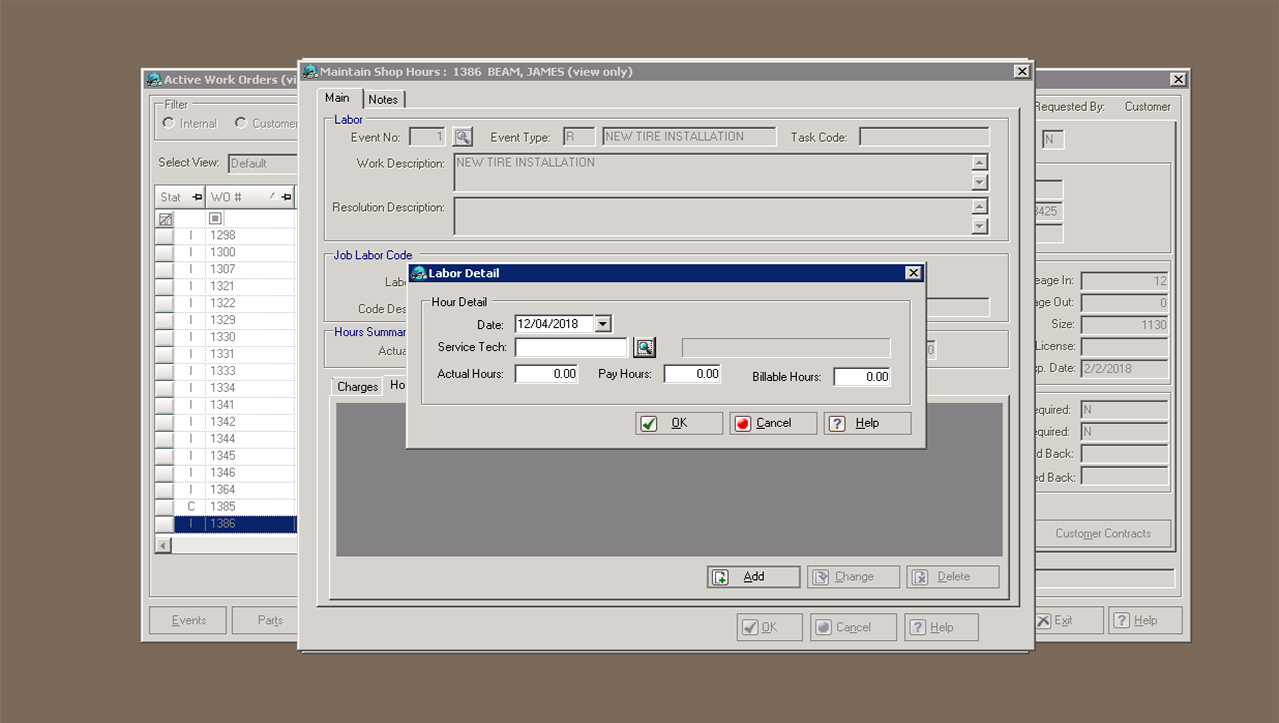 Active Work Orders (vi
Filter
Internal
Custome
Select View: Default
Stat WO #
I 1298
I 1300
I 1307
I 1321
I 1322
I 1329
I 1330
I 1331
I 1333
I 1334
I 1341
I 1342
I 1344
I 1345
I 1346
I 1364
C 1385
I 1386
Events
Parts
Maintain Shop Hours : 1386 BEAM, JAMES (view only)
Main Notes
Labor
Event No: 1 Event Type: R NEW TIRE INSTALLATION Task Code:
Work Description: NEW TIRE INSTALLATION
Resolution Description:
Job Labor Code
Labo
Code Des
Hours Summar
Actua
0
Charges Ho
Labor Detail
Hour Detail
Date: 12/04/2018
Service Tech:
Actual Hours: 0.00 Pay Hours: 0.00 Billable Hours: 0.00
OK Cancel Help
Add Change Delete
OK Cancel Help
Requested By: Customer
N
3425
eage In: 12
age Out: 0
Size: 1130
License:
xp. Date: 2/2/2018
equired: N
equired: N
d Back:
ed Back:
Customer Contracts
Exit Help